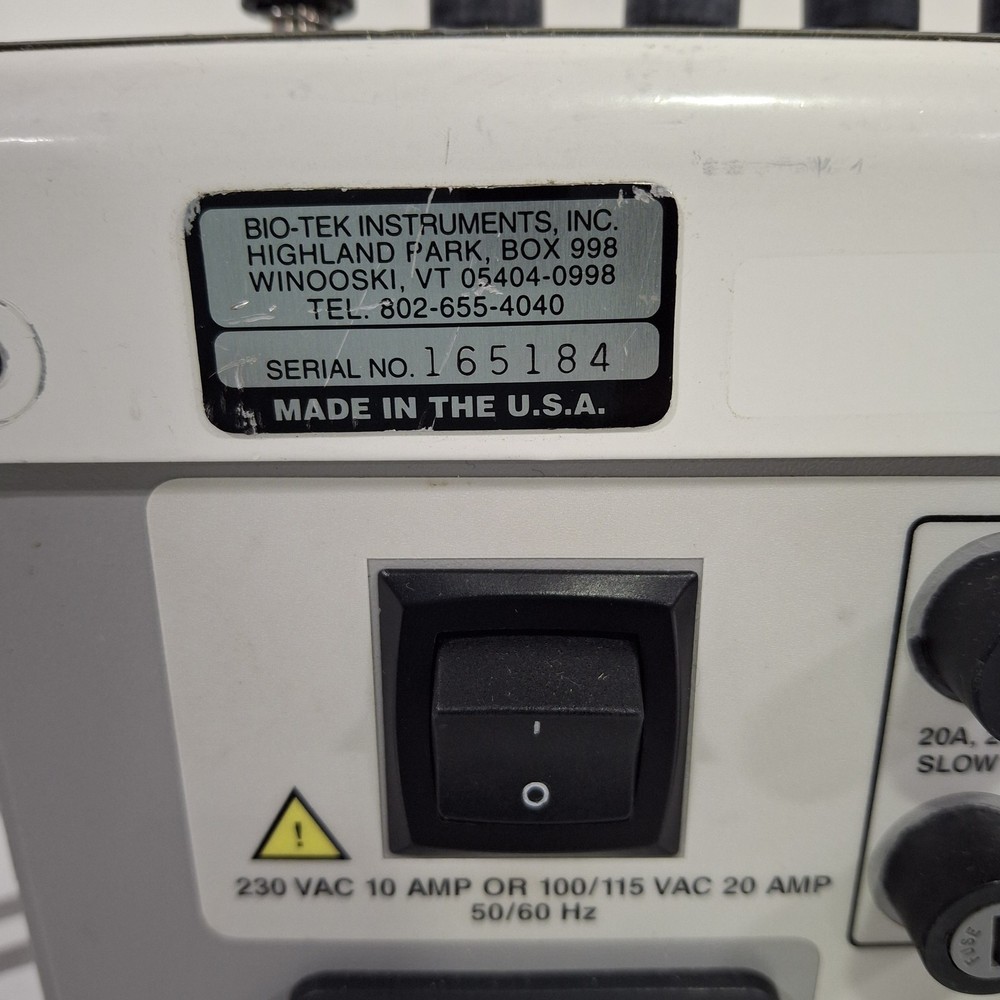 BIO-TEK INSTRUMENTS, INC.
HIGHLAND PARK, BOX 998
WINOOSKI, VT 05404-0998
TEL. 802-655-4040
SERIAL NO. 165184
MADE IN THE U.S.A.
I
O
!
230 VAC 10 AMP OR 100/115 VAC 20 AMP
50/60 Hz
20A,
SLOW
FUSE